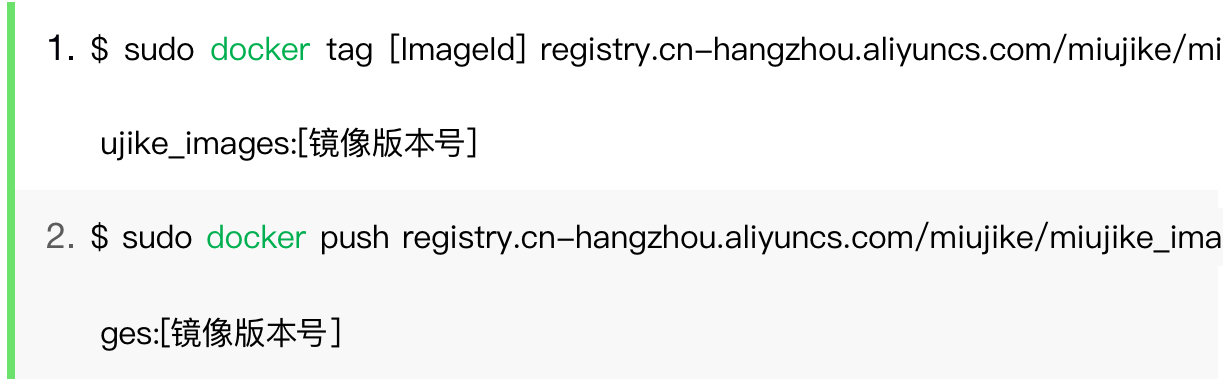 1. $ sudo docker tag [ImageId] registry.cn-hangzhou.aliyuncs.com/miujike/mi
ujike_images:[镜像版本号]
2. $ sudo docker push registry.cn-hangzhou.aliyuncs.com/miujike/miujike_ima
ges:[镜像版本号]